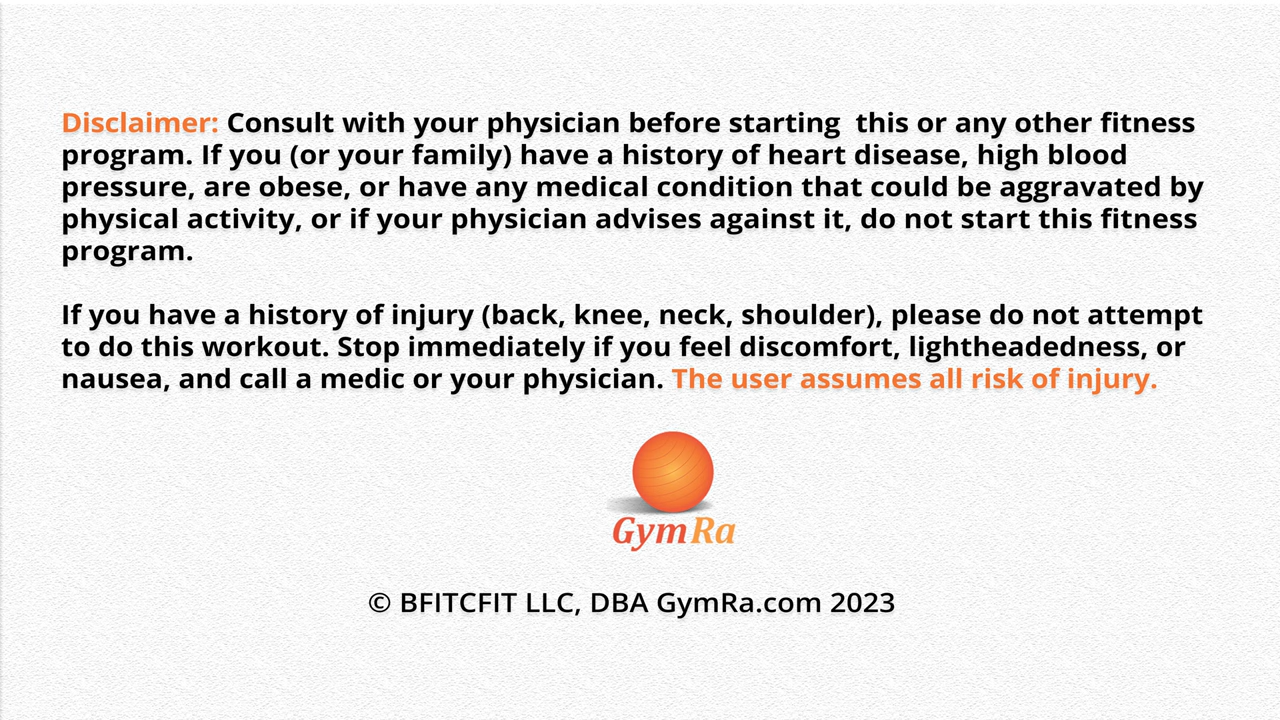 Disclaimer: Consult with your physician before starting  this or any other fitness
program. If you (or your family) have a history of heart disease, high blood
pressure, are obese, or have any medical condition that could be aggravated by
physical activity, or if your physician advises against it, do not start this fitness
program.
If you have a history of injury (back, knee, neck, shoulder), please do not attempt
to do this workout. Stop immediately if you feel discomfort, lightheadedness, or
nausea, and call a medic or your physician. The user assumes all risk of injury.
GymRa
© BFITCFIT LLC, DBA GymRa.com 2023